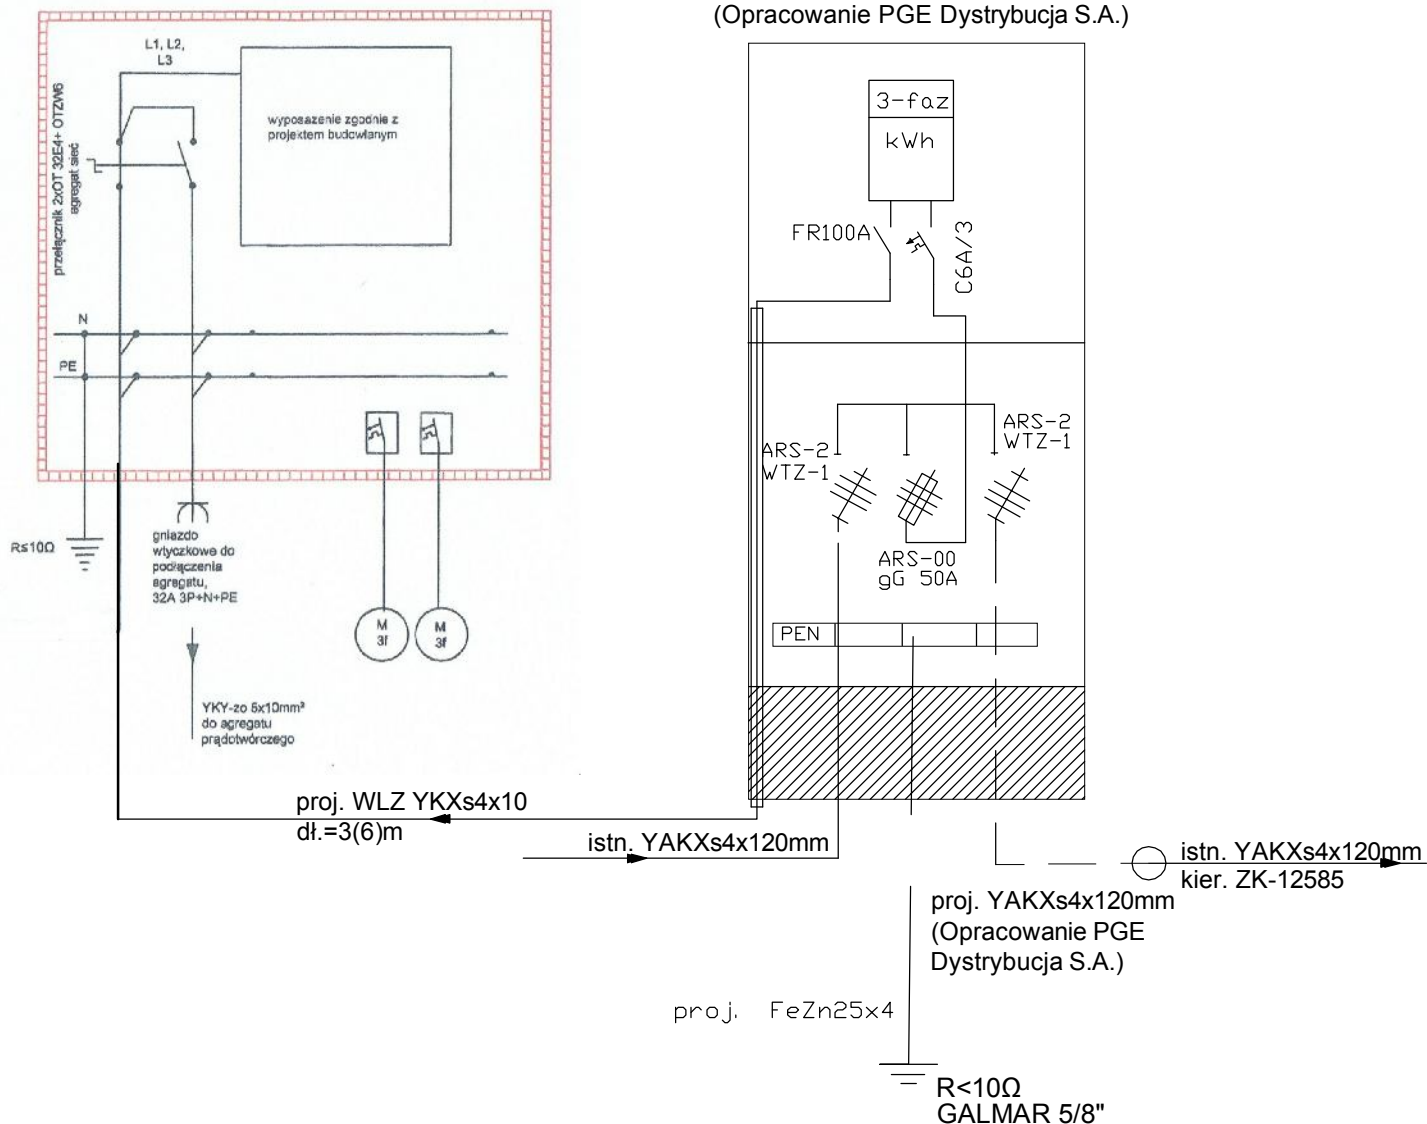 (Opracowanie PGE Dystrybucja S.A.)
L1, L2,
L3
przełącznik 2xOT 32E4+ OTZW6
agregat sieć
wyposażenie zgodnie z
projektem budowlanym
N
PE
R≤10Ω
gniazdo
wtyczkowe do
podłączenia
agregatu,
32A 3P+N+PE
M
3f
M
3f
YKY-żo 5x10mm²
do agregatu
prądotwórczego
3-faz
kWh
FR100A
C6A/3
ARS-2
WTZ-1
ARS-2
WTZ-1
ARS-00
gG 50A
PEN
proj. WLZ YKXs4x10
dł.=3(6)m
istn. YAKXs4x120mm
istn. YAKXs4x120mm
kier. ZK-12585
proj. YAKXs4x120mm
(Opracowanie PGE
Dystrybucja S.A.)
proj. FeZn25x4
R<10Ω
GALMAR 5/8"